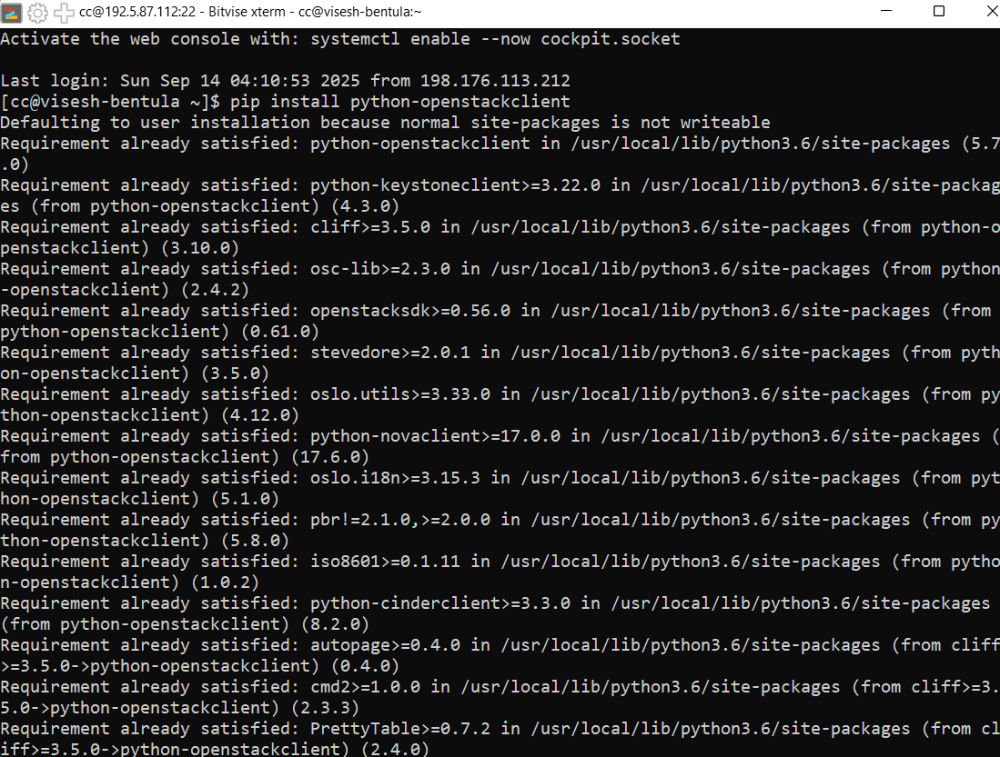 cc@192.5.87.112:22 - Bitvise xterm - cc@visesh-bentula:~
Activate the web console with: systemctl enable --now cockpit.socket
Last login: Sun Sep 14 04:10:53 2025 from 198.176.113.212
[cc@visesh-bentula ~]$ pip install python-openstackclient
Defaulting to user installation because normal site-packages is not writeable
Requirement already satisfied: python-openstackclient in /usr/local/lib/python3.6/site-packages (5.7
.0)
Requirement already satisfied: python-keystoneclient>=3.22.0 in /usr/local/lib/python3.6/site-packag
es (from python-openstackclient) (4.3.0)
Requirement already satisfied: cliff>=3.5.0 in /usr/local/lib/python3.6/site-packages (from python-o
penstackclient) (3.10.0)
Requirement already satisfied: osc-lib>=2.3.0 in /usr/local/lib/python3.6/site-packages (from python
-openstackclient) (2.4.2)
Requirement already satisfied: openstacksdk>=0.56.0 in /usr/local/lib/python3.6/site-packages (from
python-openstackclient) (0.61.0)
Requirement already satisfied: stevedore>=2.0.1 in /usr/local/lib/python3.6/site-packages (from pyth
on-openstackclient) (3.5.0)
Requirement already satisfied: oslo.utils>=3.33.0 in /usr/local/lib/python3.6/site-packages (from py
thon-openstackclient) (4.12.0)
Requirement already satisfied: python-novaclient>=17.0.0 in /usr/local/lib/python3.6/site-packages (
from python-openstackclient) (17.6.0)
Requirement already satisfied: oslo.i18n>=3.15.3 in /usr/local/lib/python3.6/site-packages (from pyt
hon-openstackclient) (5.1.0)
Requirement already satisfied: pbr!=2.1.0,>=2.0.0 in /usr/local/lib/python3.6/site-packages (from py
thon-openstackclient) (5.8.0)
Requirement already satisfied: iso8601>=0.1.11 in /usr/local/lib/python3.6/site-packages (from pytho
n-openstackclient) (1.0.2)
Requirement already satisfied: python-cinderclient>=3.3.0 in /usr/local/lib/python3.6/site-packages
(from python-openstackclient) (8.2.0)
Requirement already satisfied: autopage>=0.4.0 in /usr/local/lib/python3.6/site-packages (from cliff
>=3.5.0->python-openstackclient) (0.4.0)
Requirement already satisfied: cmd2>=1.0.0 in /usr/local/lib/python3.6/site-packages (from cliff>=3.
5.0->python-openstackclient) (2.3.3)
Requirement already satisfied: PrettyTable>=0.7.2 in /usr/local/lib/python3.6/site-packages (from cl
iff>=3.5.0->python-openstackclient) (2.4.0)